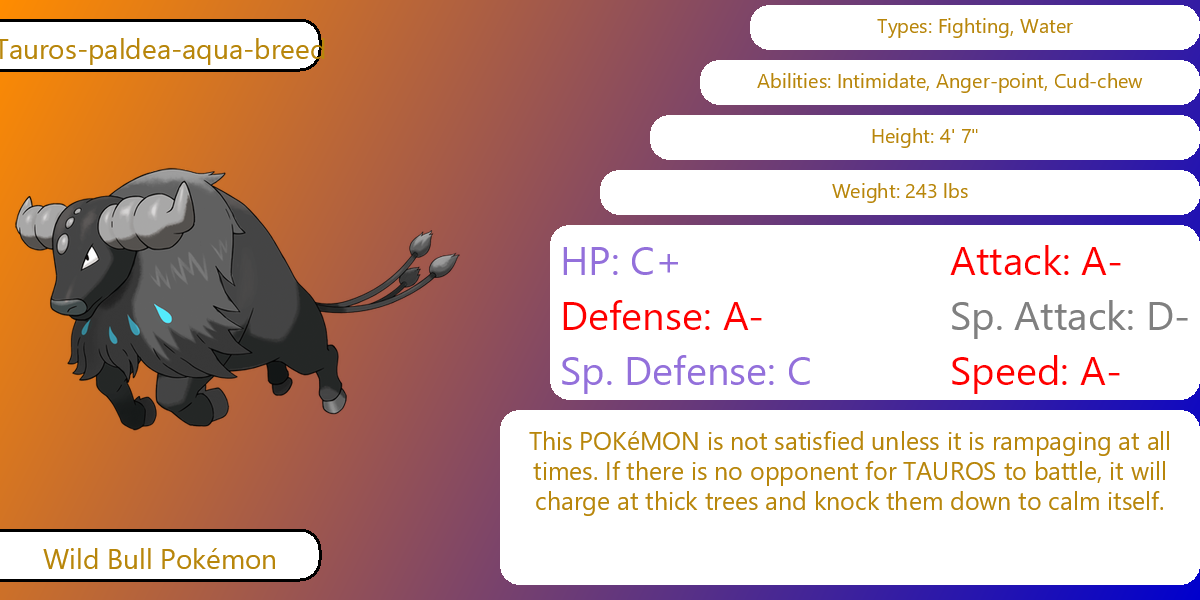 Tauros-paldea-aqua-breed
Types: Fighting, Water
Abilities: Intimidate, Anger-point, Cud-chew
Height: 4' 7"
Weight: 243 lbs
HP: C+
Attack: A-
Defense: A-
Sp. Attack: D-
Sp. Defense: C
Speed: A-
This POKéMON is not satisfied unless it is rampaging at all
times. If there is no opponent for TAUROS to battle, it will
charge at thick trees and knock them down to calm itself.
Wild Bull Pokémon